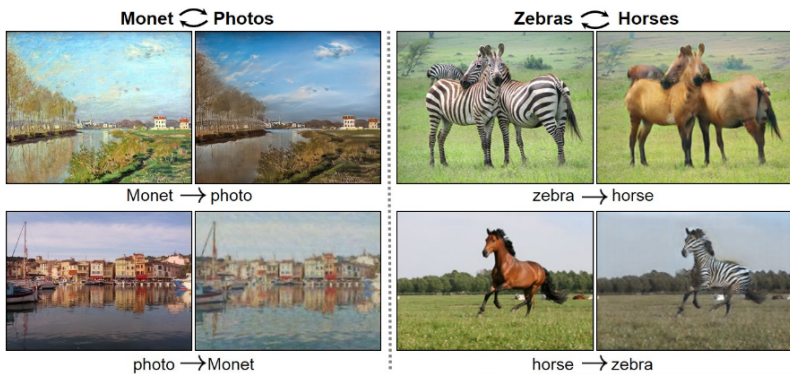 Monet ⇄ Photos
Zebras ⇄ Horses
Monet → photo
zebra → horse
photo → Monet
horse → zebra